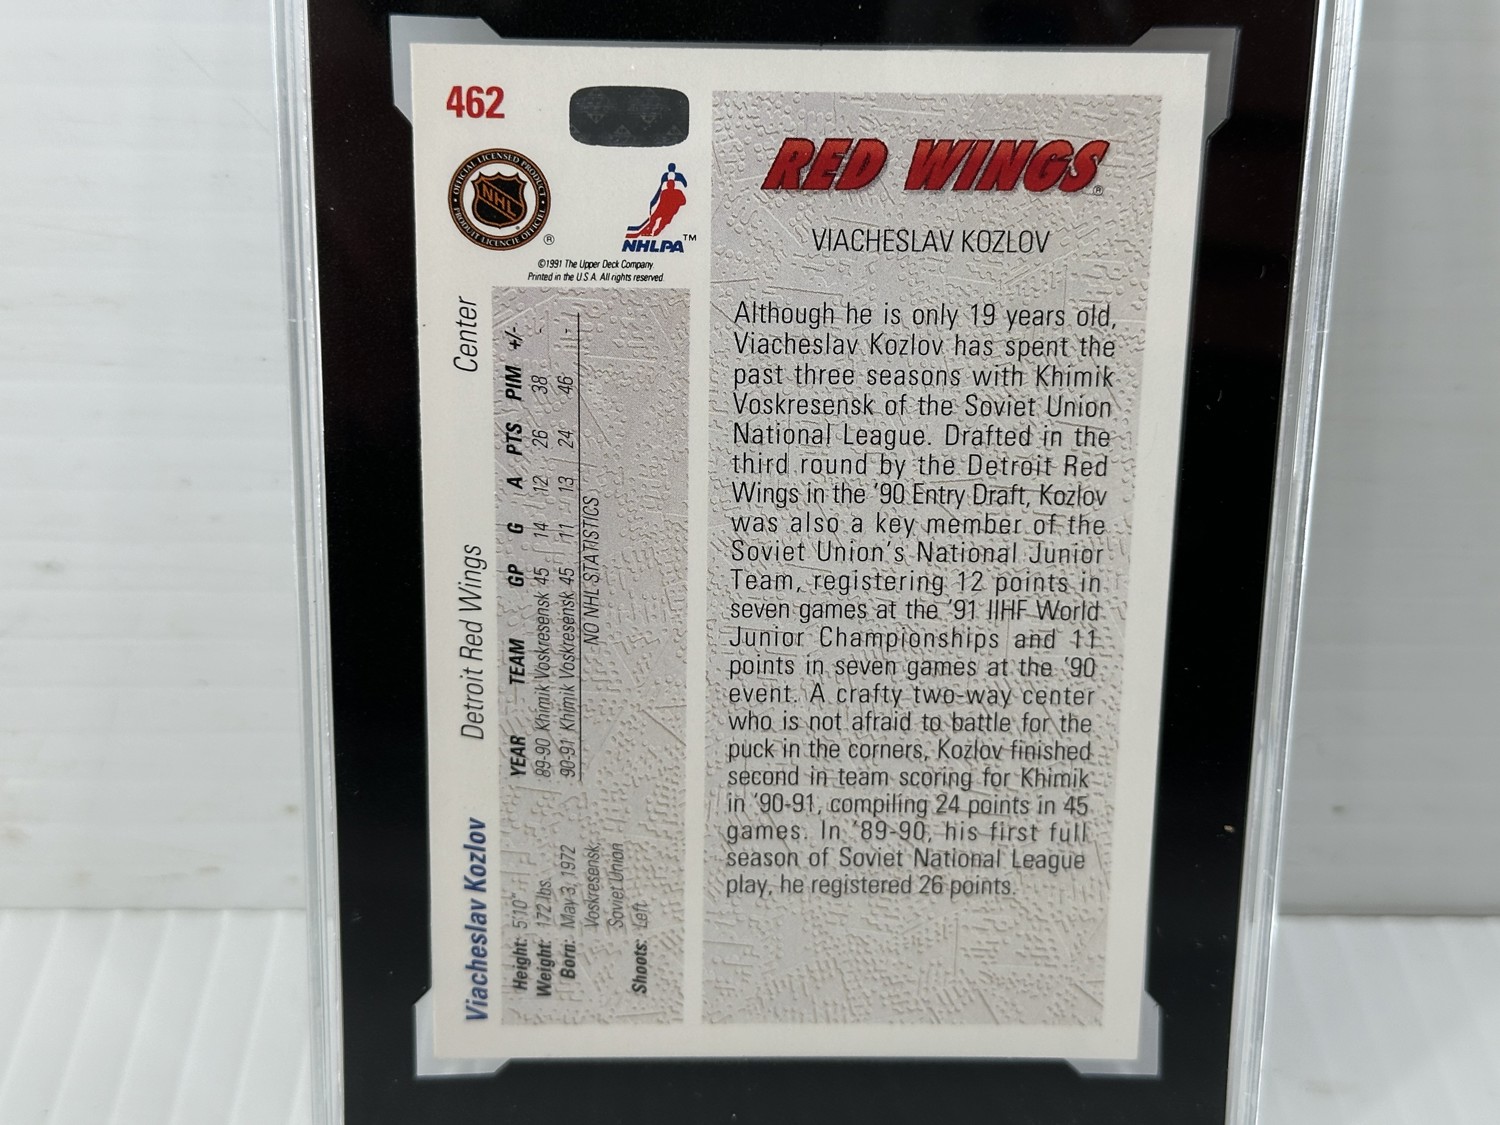 462
OFFICIAL LICENSED PRODUCT
NHL
PRODUIT LICENCIE OFFICIEL
®
NHLPA™
©1991 The Upper Deck Company
Printed in the U.S.A. All rights reserved.
Viacheslav Kozlov Detroit Red Wings Center
Height: 5'10"
Weight: 172 lbs.
Born: May 3, 1972
Voskresensk,
Soviet Union
Shoots: Left
YEAR TEAM GP G A PTS PIM +/-
89-90 Khimik Voskresensk 45 14 12 26 38 -
90-91 Khimik Voskresensk 45 11 13 24 46 -
NO NHL STATISTICS
RED WINGS®
VIACHESLAV KOZLOV
Although he is only 19 years old,
Viacheslav Kozlov has spent the
past three seasons with Khimik
Voskresensk of the Soviet Union
National League. Drafted in the
third round by the Detroit Red
Wings in the '90 Entry Draft, Kozlov
was also a key member of the
Soviet Union's National Junior
Team, registering 12 points in
seven games at the '91 IIHF World
Junior Championships and 11
points in seven games at the '90
event. A crafty two-way center
who is not afraid to battle for the
puck in the corners, Kozlov finished
second in team scoring for Khimik
in '90-91, compiling 24 points in 45
games. In '89-90, his first full
season of Soviet National League
play, he registered 26 points.